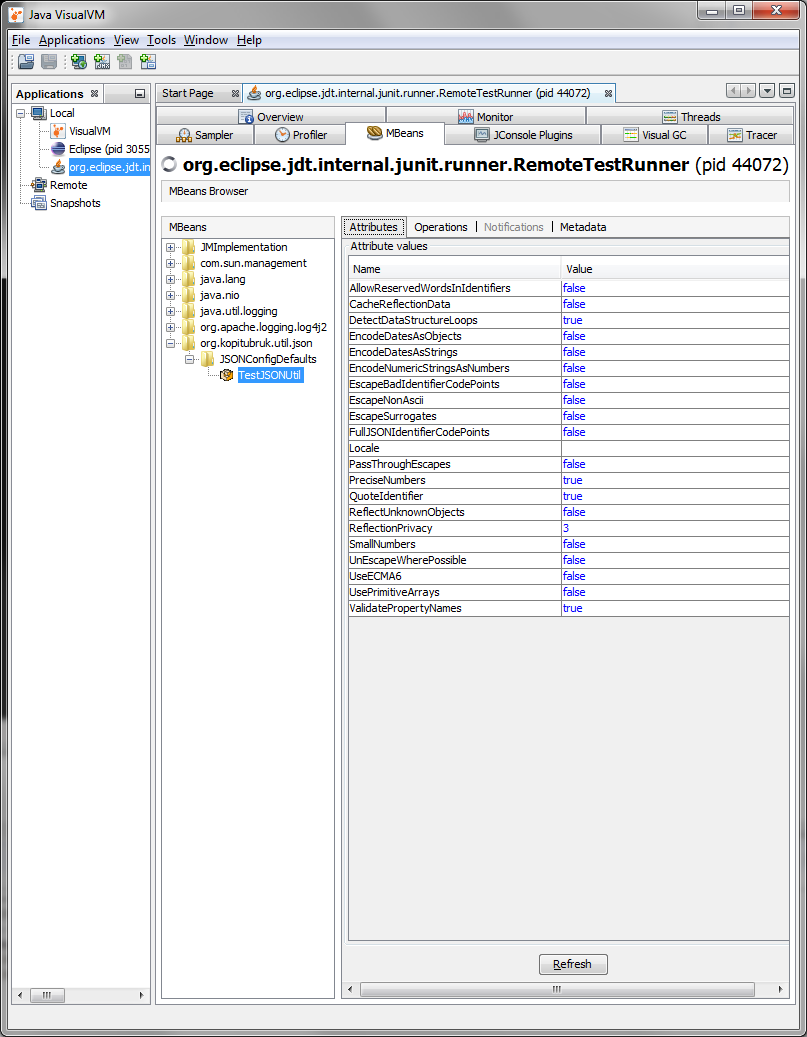 Java VisualVM
File Applications View Tools Window Help
Applications
Local
VisualVM
Eclipse (pid 3055
org.eclipse.jdt.in
Remote
Snapshots
Start Page
org.eclipse.jdt.internal.junit.runner.RemoteTestRunner (pid 44072)
Overview Monitor Threads
Sampler Profiler MBeans JConsole Plugins Visual GC Tracer
org.eclipse.jdt.internal.junit.runner.RemoteTestRunner (pid 44072)
MBeans Browser
MBeans
JMImplementation
com.sun.management
java.lang
java.nio
java.util.logging
org.apache.logging.log4j2
org.kopitubruk.util.json
JSONConfigDefaults
TestJSONUtil
Attributes Operations Notifications Metadata
Attribute values
Name Value
AllowReservedWordsInIdentifiers false
CacheReflectionData false
DetectDataStructureLoops true
EncodeDatesAsObjects false
EncodeDatesAsStrings false
EncodeNumericStringsAsNumbers false
EscapeBadIdentifierCodePoints false
EscapeNonAscii false
EscapeSurrogates false
FullJSONIdentifierCodePoints false
Locale
PassThroughEscapes false
PreciseNumbers true
QuoteIdentifier true
ReflectUnknownObjects false
ReflectionPrivacy 3
SmallNumbers false
UnEscapeWherePossible false
UseECMA6 false
UsePrimitiveArrays false
ValidatePropertyNames true
Refresh